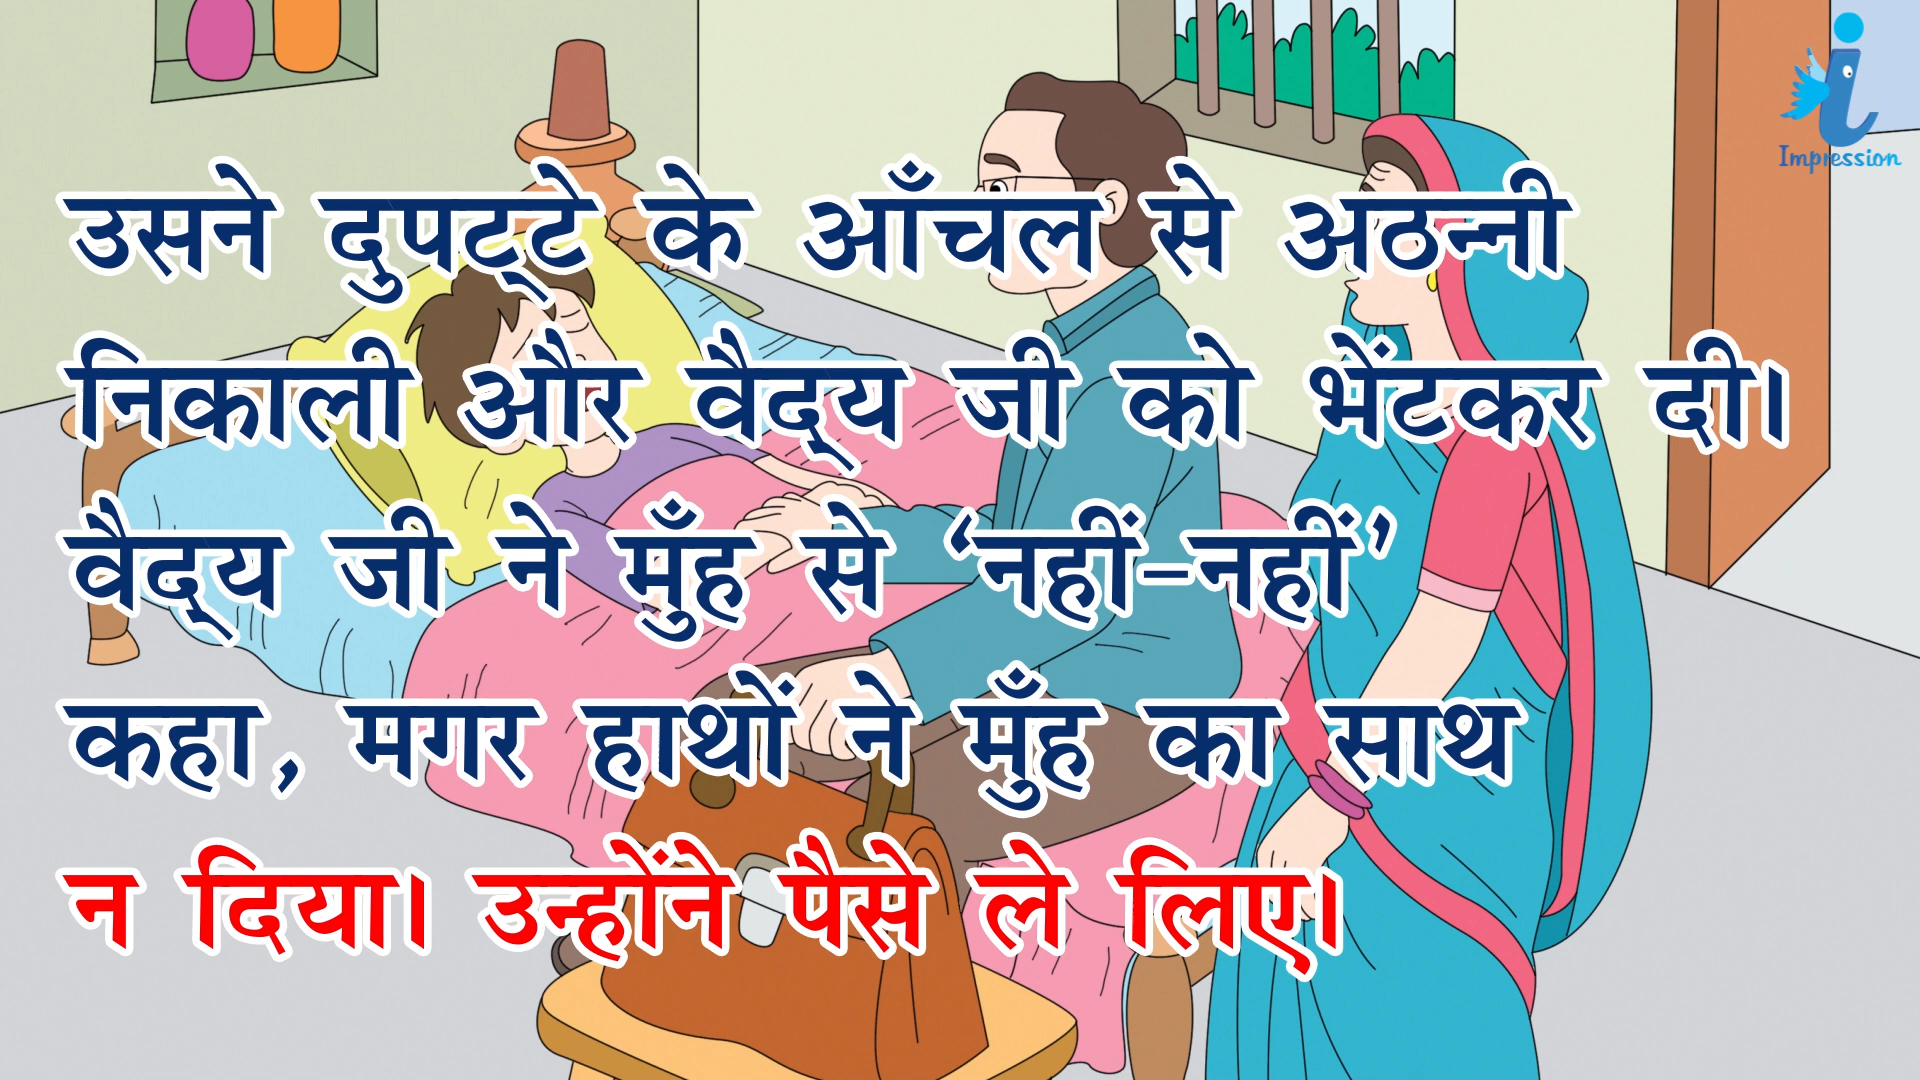 Impression
उसने दुपट्टे के आँचल से अठन्नी
निकाली और वैद्य जी को भेंटकर दी।
वैद्य जी ने मुँह से ‘नहीं-नहीं’
कहा, मगर हाथों ने मुँह का साथ
न दिया। उन्होंने पैसे ले लिए।